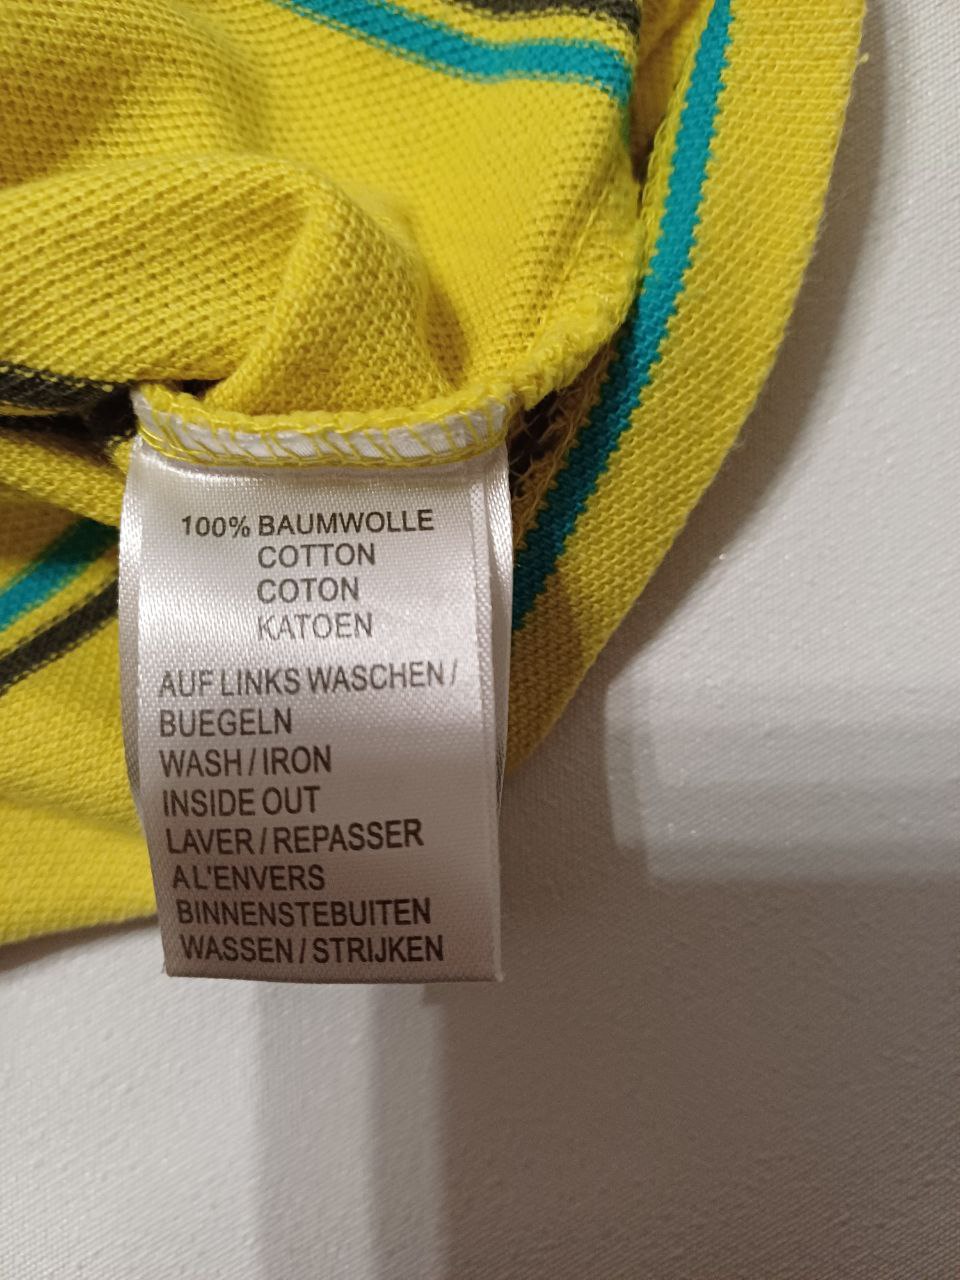 100% BAUMWOLLE
COTTON
COTON
KATOEN
AUF LINKS WASCHEN /
BUEGELN
WASH / IRON
INSIDE OUT
LAVER / REPASSER
A L'ENVERS
BINNENSTEBUITEN
WASSEN / STRIJKEN